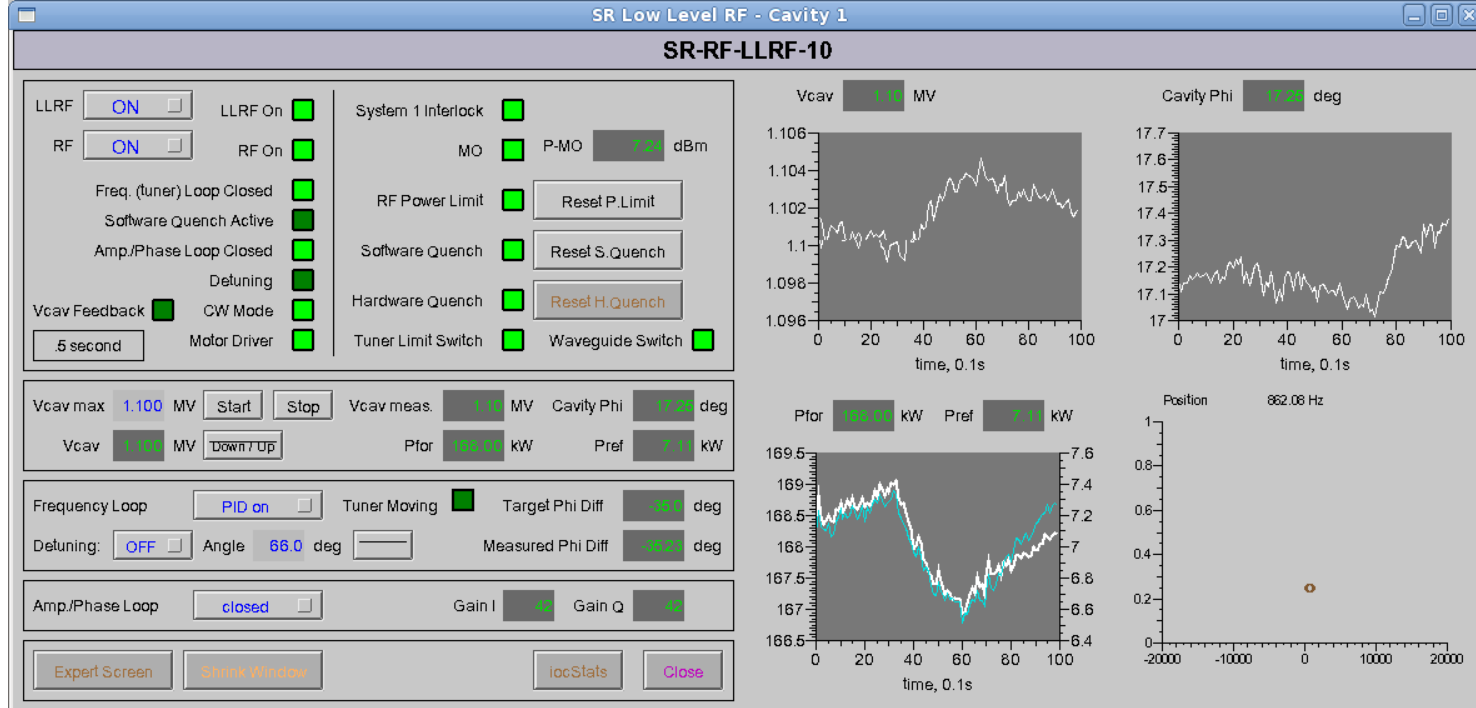 SR Low Level RF - Cavity 1
SR-RF-LLRF-10
LLRF ON LLRF On
RF ON RF On
Freq. (tuner) Loop Closed
Software Quench Active
Amp./Phase Loop Closed
Detuning
Vcav Feedback CW Mode
.5 second Motor Driver
System 1 Interlock
MO P-MO 7.24 dBm
RF Power Limit Reset P.Limit
Software Quench Reset S.Quench
Hardware Quench Reset H.Quench
Tuner Limit Switch Waveguide Switch
Vcav max 1.100 MV Start Stop Vcav meas. 1.10 MV Cavity Phi 17.25 deg
Vcav 1.100 MV Down / Up Pfor 168.00 kW Pref 7.11 kW
Frequency Loop PID on Tuner Moving Target Phi Diff -35.0 deg
Detuning: OFF Angle 66.0 deg Measured Phi Diff -35.23 deg
Amp./Phase Loop closed Gain I 42 Gain Q 42
Expert Screen Shrink Window iocStats Close
Vcav 1.10 MV
1.106
1.104
1.102
1.1
1.098
1.096
0 20 40 60 80 100
time, 0.1s
Cavity Phi 17.25 deg
17.7
17.6
17.5
17.4
17.3
17.2
17.1
17
0 20 40 60 80 100
time, 0.1s
Pfor 168.00 kW Pref 7.11 kW
169.5 7.6
169 7.4
168.5 7.2
168 7
167.5 6.8
167 6.6
166.5 6.4
0 20 40 60 80 100
time, 0.1s
Position 862.08 Hz
1
0.8
0.6
0.4
0.2
0
-20000 -10000 0 10000 20000